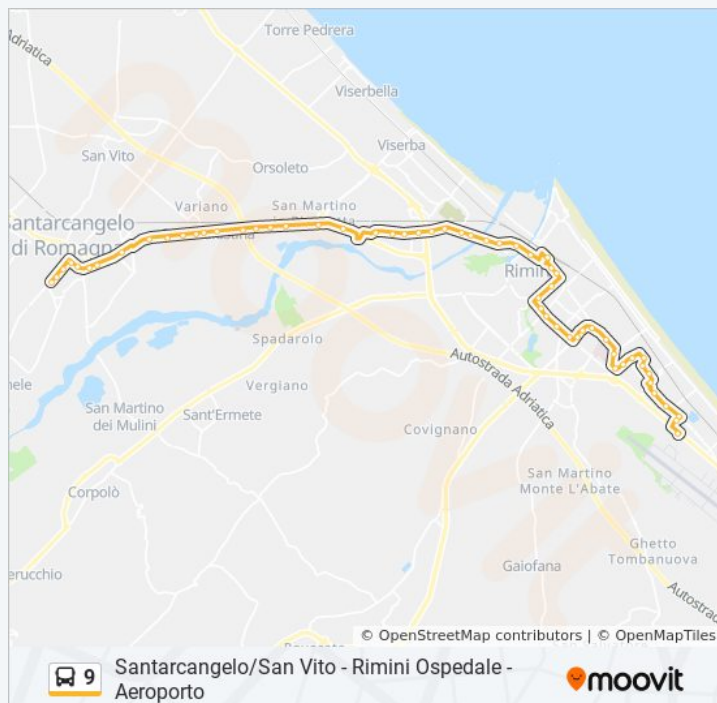 Torre Pedrera
Adriatica
Viserbella
Viserba
San Vito
Orsoleto
Variano
San Martino
Santarcangelo
di Romagna
Rimini
Spadarolo
Vergiano
Autostrada Adriatica
San Martino
dei Mulini
Sant'Ermete
Covignano
Corpolò
San Martino
Monte L'Abate
Ghetto
Tombanuova
Gaiofana
Autostrada
© OpenStreetMap contributors | © OpenMapTiles
9
Santarcangelo/San Vito - Rimini Ospedale -
Aeroporto
moovit